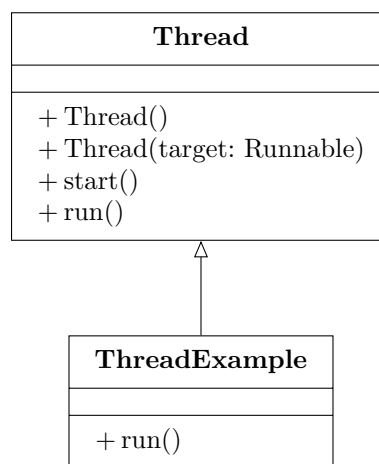 Thread
+ Thread()
+ Thread(target: Runnable)
+ start()
+ run()
ThreadExample
+ run()